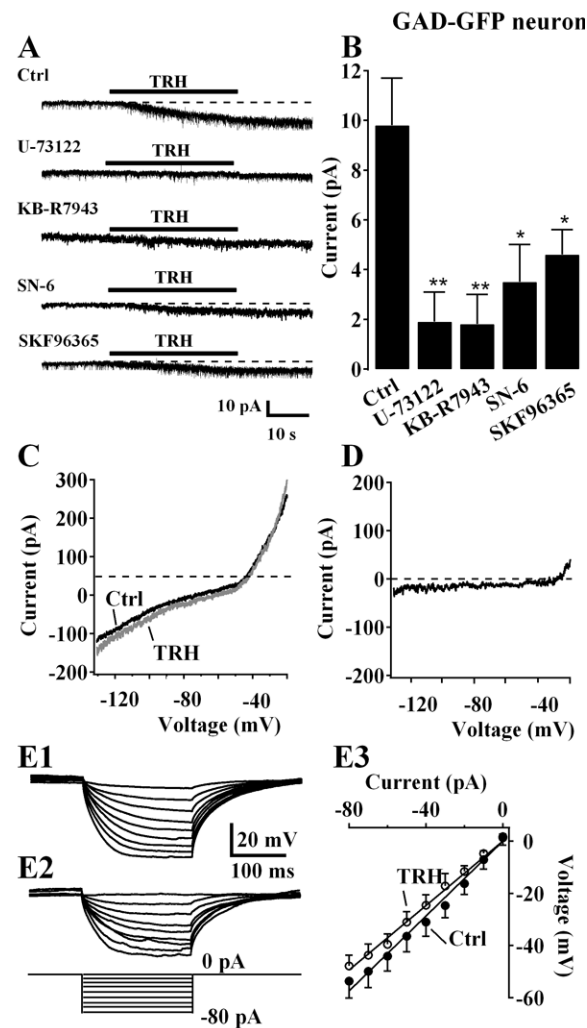 GAD-GFP neuron
A
Ctrl
TRH
U-73122
TRH
KB-R7943
TRH
SN-6
TRH
SKF96365
TRH
10 pA
10 s
B
Current (pA)
12
10
8
6
4
2
0
**
**
*
*
Ctrl
U-73122
KB-R7943
SN-6
SKF96365
C
Current (pA)
300
200
100
0
-100
-200
Ctrl
TRH
-120
-80
-40
Voltage (mV)
D
Current (pA)
200
100
0
-100
-200
-120
-80
-40
Voltage (mV)
E1
20 mV
100 ms
E2
0 pA
-80 pA
E3
Current (pA)
-80
-40
0
TRH
Ctrl
0
-20
-40
-60
Voltage (mV)